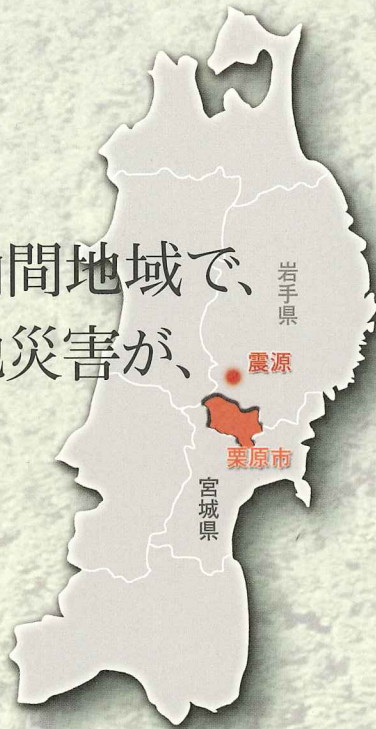 間地域で、
災害が、
岩手県
震源
栗原市
宮城県